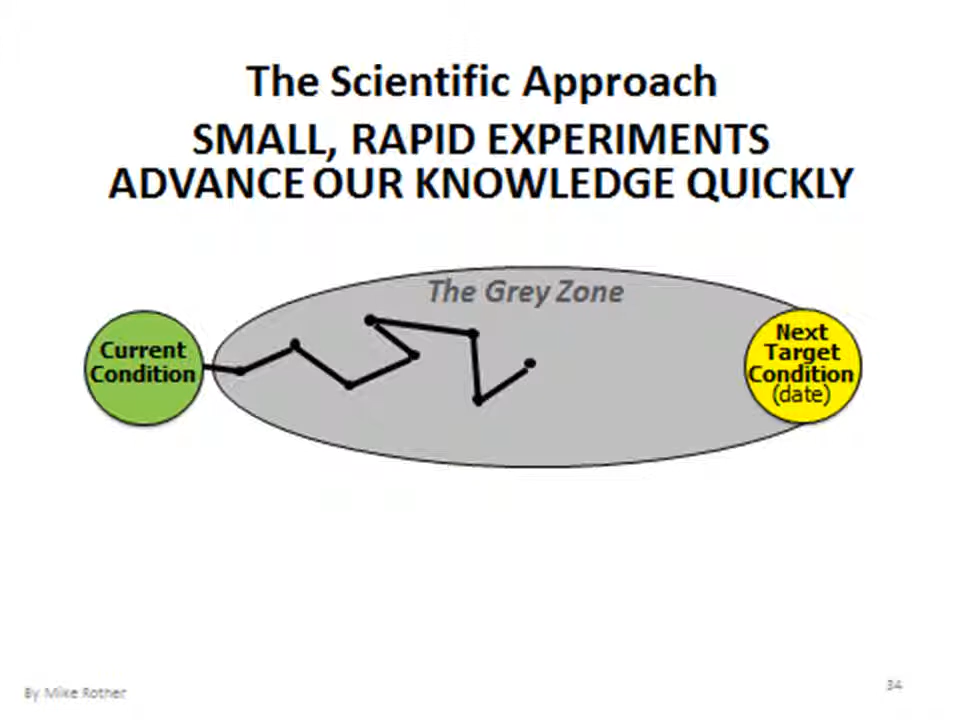 The Scientific Approach
SMALL, RAPID EXPERIMENTS
ADVANCE OUR KNOWLEDGE QUICKLY
The Grey Zone
Current
Condition
Next
Target
Condition
(date)
By Mike Rother
34